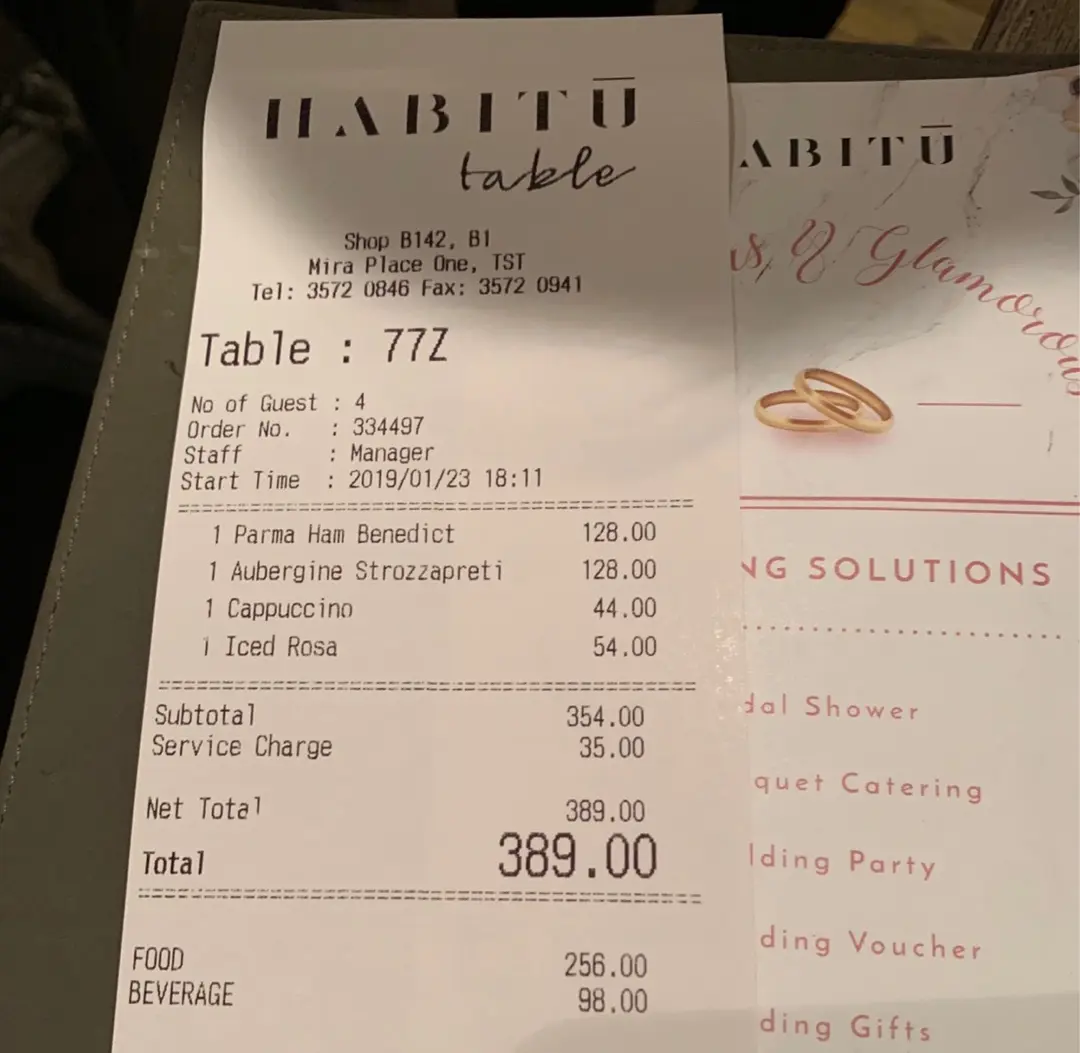 HABITŪ
table
Shop B142, B1
Mira Place One, TST
Tel: 3572 0846 Fax: 3572 0941
Table : 77Z
No of Guest : 4
Order No. : 334497
Staff : Manager
Start Time : 2019/01/23 18:11
1 Parma Ham Benedict 128.00
1 Aubergine Strozzapreti 128.00
1 Cappuccino 44.00
1 Iced Rosa 54.00
Subtotal 354.00
Service Charge 35.00
Net Total 389.00
Total 389.00
FOOD 256.00
BEVERAGE 98.00
ABITŪ
& Glamorous
NG SOLUTIONS
dal Shower
quet Catering
lding Party
ding Voucher
ding Gifts